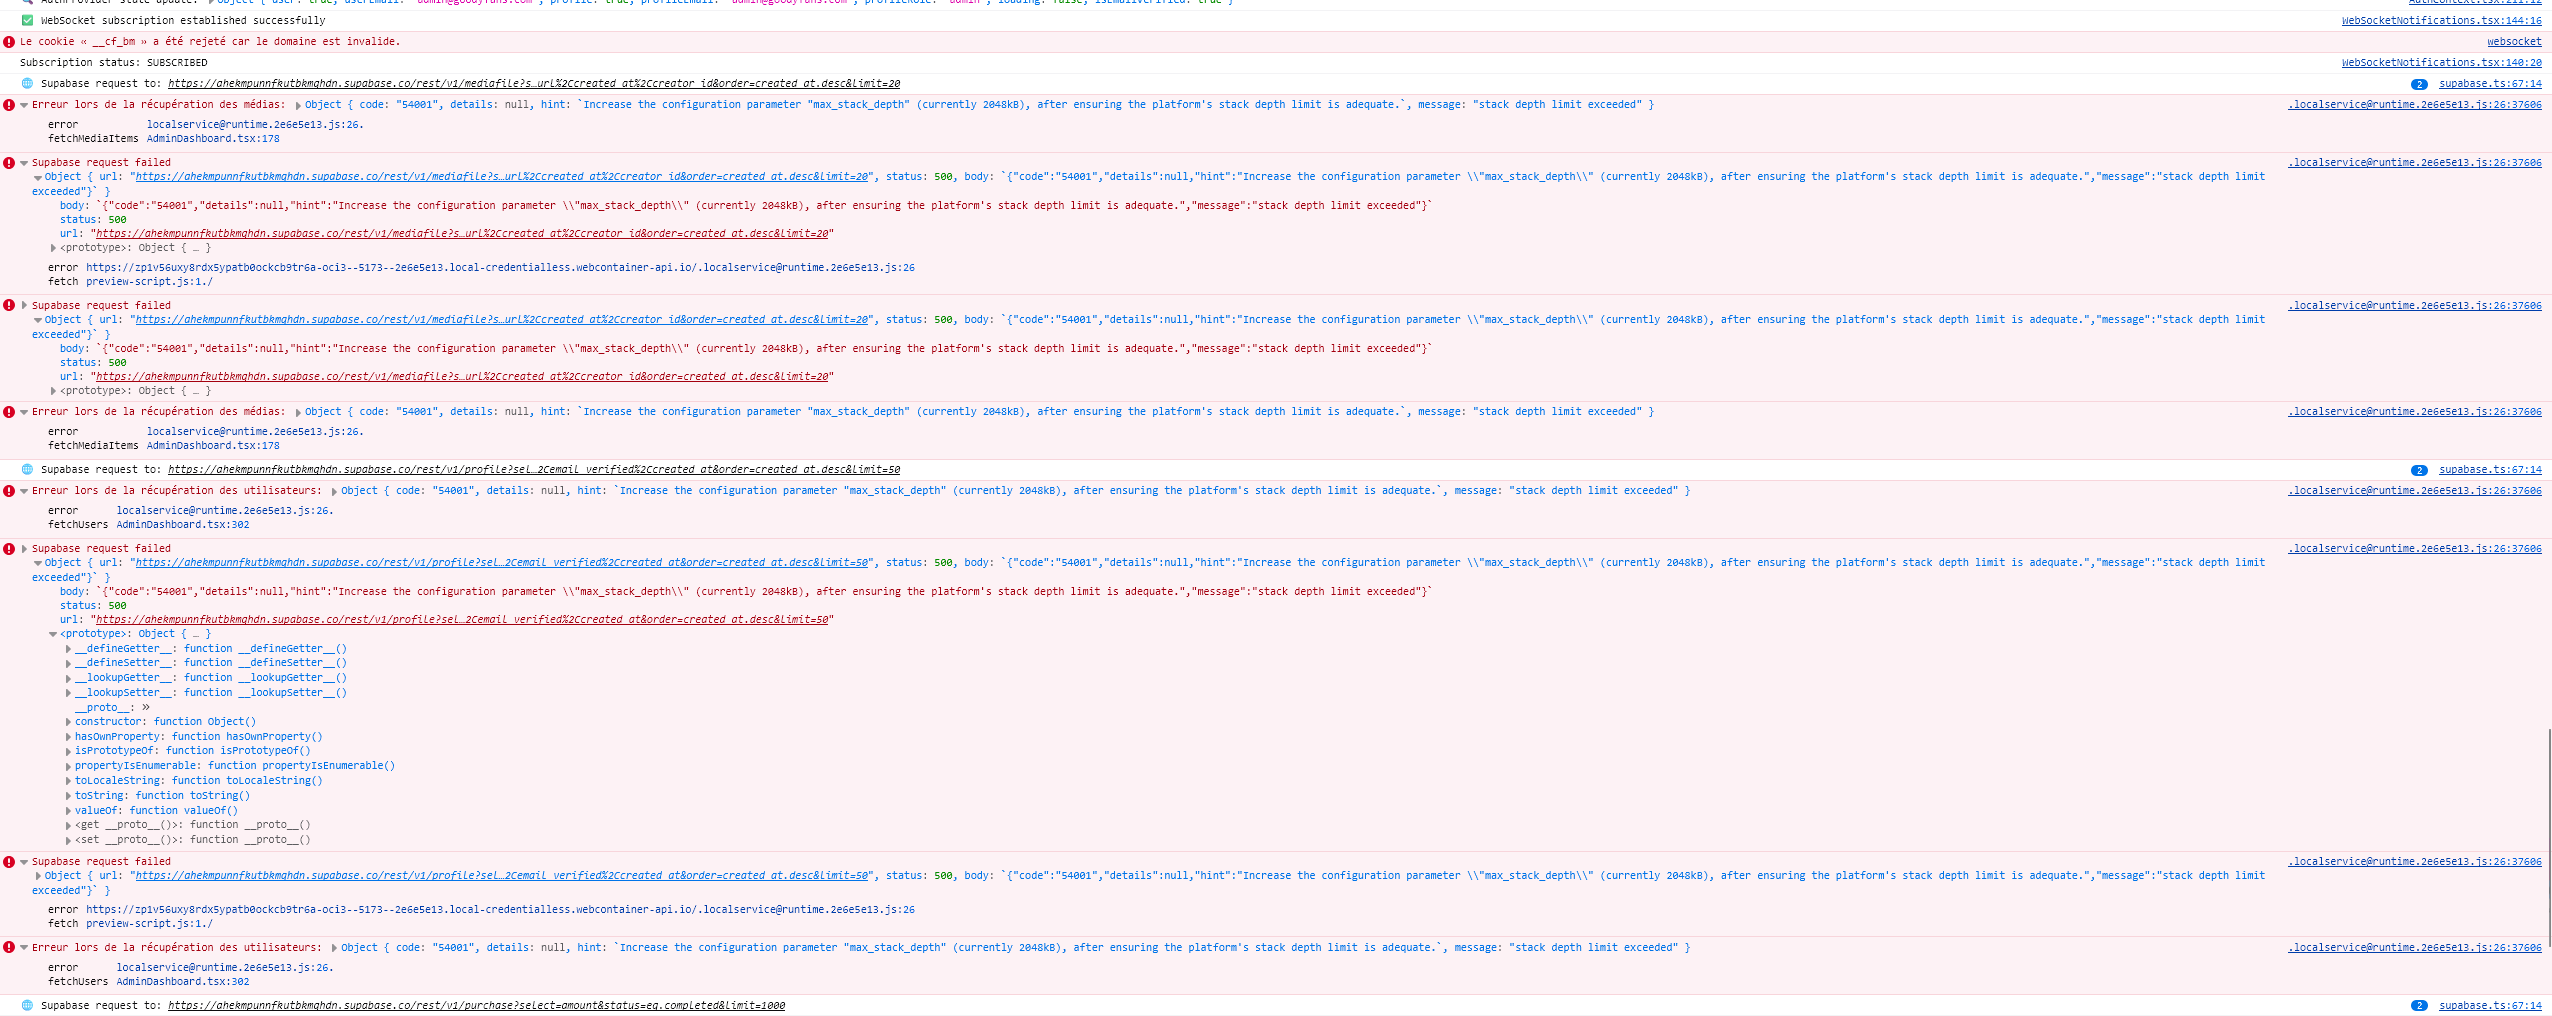 AuthProvider state update: Object { user: true, userEmail: "admin@goodyfans.com", profile: true, profileEmail: "admin@goodyfans.com", profileRole: "admin", loading: false, isEmailVerified: true } AuthContext.tsx:211:12
WebSocket subscription established successfully WebSocketNotifications.tsx:144:16
Le cookie « __cf_bm » a été rejeté car le domaine est invalide. websocket
Subscription status: SUBSCRIBED WebSocketNotifications.tsx:140:20
Supabase request to: https://ahekmpunnfkutbkmqhdn.supabase.co/rest/v1/mediafile?s…url%2Ccreated_at%2Ccreator_id&order=created_at.desc&limit=20 2 supabase.ts:67:14
Erreur lors de la récupération des médias: Object { code: "54001", details: null, hint: `Increase the configuration parameter "max_stack_depth" (currently 2048kB), after ensuring the platform's stack depth limit is adequate.`, message: "stack depth limit exceeded" } .localservice@runtime.2e6e5e13.js:26:37606
error localservice@runtime.2e6e5e13.js:26.
fetchMediaItems AdminDashboard.tsx:178
Supabase request failed .localservice@runtime.2e6e5e13.js:26:37606
Object { url: "https://ahekmpunnfkutbkmqhdn.supabase.co/rest/v1/mediafile?s…url%2Ccreated_at%2Ccreator_id&order=created_at.desc&limit=20", status: 500, body: `{"code":"54001","details":null,"hint":"Increase the configuration parameter \\"max_stack_depth\\" (currently 2048kB), after ensuring the platform's stack depth limit is adequate.","message":"stack depth limit
exceeded"}` }
body: `{"code":"54001","details":null,"hint":"Increase the configuration parameter \\"max_stack_depth\\" (currently 2048kB), after ensuring the platform's stack depth limit is adequate.","message":"stack depth limit exceeded"}`
status: 500
url: "https://ahekmpunnfkutbkmqhdn.supabase.co/rest/v1/mediafile?s…url%2Ccreated_at%2Ccreator_id&order=created_at.desc&limit=20"
<prototype>: Object { … }
error https://zp1v56uxy8rdx5ypatb0ockcb9tr6a-oci3--5173--2e6e5e13.local-credentialless.webcontainer-api.io/.localservice@runtime.2e6e5e13.js:26
fetch preview-script.js:1./
Supabase request failed .localservice@runtime.2e6e5e13.js:26:37606
Object { url: "https://ahekmpunnfkutbkmqhdn.supabase.co/rest/v1/mediafile?s…url%2Ccreated_at%2Ccreator_id&order=created_at.desc&limit=20", status: 500, body: `{"code":"54001","details":null,"hint":"Increase the configuration parameter \\"max_stack_depth\\" (currently 2048kB), after ensuring the platform's stack depth limit is adequate.","message":"stack depth limit
exceeded"}` }
body: `{"code":"54001","details":null,"hint":"Increase the configuration parameter \\"max_stack_depth\\" (currently 2048kB), after ensuring the platform's stack depth limit is adequate.","message":"stack depth limit exceeded"}`
status: 500
url: "https://ahekmpunnfkutbkmqhdn.supabase.co/rest/v1/mediafile?s…url%2Ccreated_at%2Ccreator_id&order=created_at.desc&limit=20"
<prototype>: Object { … }
Erreur lors de la récupération des médias: Object { code: "54001", details: null, hint: `Increase the configuration parameter "max_stack_depth" (currently 2048kB), after ensuring the platform's stack depth limit is adequate.`, message: "stack depth limit exceeded" } .localservice@runtime.2e6e5e13.js:26:37606
error localservice@runtime.2e6e5e13.js:26.
fetchMediaItems AdminDashboard.tsx:178
Supabase request to: https://ahekmpunnfkutbkmqhdn.supabase.co/rest/v1/profile?sel…2Cemail_verified%2Ccreated_at&order=created_at.desc&limit=50 2 supabase.ts:67:14
Erreur lors de la récupération des utilisateurs: Object { code: "54001", details: null, hint: `Increase the configuration parameter "max_stack_depth" (currently 2048kB), after ensuring the platform's stack depth limit is adequate.`, message: "stack depth limit exceeded" } .localservice@runtime.2e6e5e13.js:26:37606
error localservice@runtime.2e6e5e13.js:26.
fetchUsers AdminDashboard.tsx:302
Supabase request failed .localservice@runtime.2e6e5e13.js:26:37606
Object { url: "https://ahekmpunnfkutbkmqhdn.supabase.co/rest/v1/profile?sel…2Cemail_verified%2Ccreated_at&order=created_at.desc&limit=50", status: 500, body: `{"code":"54001","details":null,"hint":"Increase the configuration parameter \\"max_stack_depth\\" (currently 2048kB), after ensuring the platform's stack depth limit is adequate.","message":"stack depth limit
exceeded"}` }
body: `{"code":"54001","details":null,"hint":"Increase the configuration parameter \\"max_stack_depth\\" (currently 2048kB), after ensuring the platform's stack depth limit is adequate.","message":"stack depth limit exceeded"}`
status: 500
url: "https://ahekmpunnfkutbkmqhdn.supabase.co/rest/v1/profile?sel…2Cemail_verified%2Ccreated_at&order=created_at.desc&limit=50"
<prototype>: Object { … }
__defineGetter__: function __defineGetter__()
__defineSetter__: function __defineSetter__()
__lookupGetter__: function __lookupGetter__()
__lookupSetter__: function __lookupSetter__()
__proto__: »
constructor: function Object()
hasOwnProperty: function hasOwnProperty()
isPrototypeOf: function isPrototypeOf()
propertyIsEnumerable: function propertyIsEnumerable()
toLocaleString: function toLocaleString()
toString: function toString()
valueOf: function valueOf()
<get __proto__()>: function __proto__()
<set __proto__()>: function __proto__()
Supabase request failed .localservice@runtime.2e6e5e13.js:26:37606
Object { url: "https://ahekmpunnfkutbkmqhdn.supabase.co/rest/v1/profile?sel…2Cemail_verified%2Ccreated_at&order=created_at.desc&limit=50", status: 500, body: `{"code":"54001","details":null,"hint":"Increase the configuration parameter \\"max_stack_depth\\" (currently 2048kB), after ensuring the platform's stack depth limit is adequate.","message":"stack depth limit
exceeded"}` }
error https://zp1v56uxy8rdx5ypatb0ockcb9tr6a-oci3--5173--2e6e5e13.local-credentialless.webcontainer-api.io/.localservice@runtime.2e6e5e13.js:26
fetch preview-script.js:1./
Erreur lors de la récupération des utilisateurs: Object { code: "54001", details: null, hint: `Increase the configuration parameter "max_stack_depth" (currently 2048kB), after ensuring the platform's stack depth limit is adequate.`, message: "stack depth limit exceeded" } .localservice@runtime.2e6e5e13.js:26:37606
error localservice@runtime.2e6e5e13.js:26.
fetchUsers AdminDashboard.tsx:302
Supabase request to: https://ahekmpunnfkutbkmqhdn.supabase.co/rest/v1/purchase?select=amount&status=eq.completed&limit=1000 2 supabase.ts:67:14